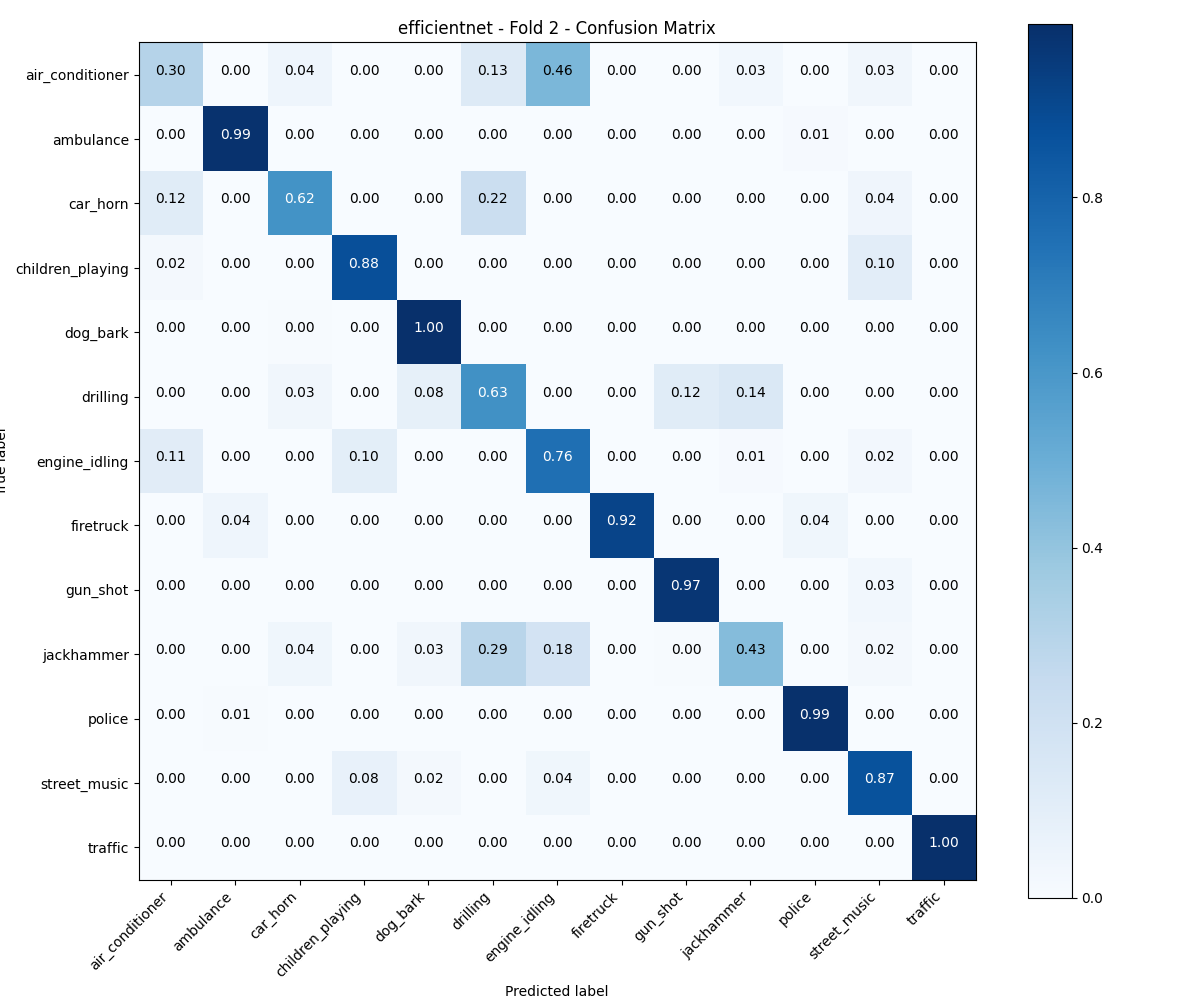 efficientnet - Fold 2 - Confusion Matrix
air_conditioner 0.30 0.00 0.04 0.00 0.00 0.13 0.46 0.00 0.00 0.03 0.00 0.03 0.00
ambulance 0.00 0.99 0.00 0.00 0.00 0.00 0.00 0.00 0.00 0.00 0.01 0.00 0.00
car_horn 0.12 0.00 0.62 0.00 0.00 0.22 0.00 0.00 0.00 0.00 0.00 0.04 0.00
0.8
children_playing 0.02 0.00 0.00 0.88 0.00 0.00 0.00 0.00 0.00 0.00 0.00 0.10 0.00
dog_bark 0.00 0.00 0.00 0.00 1.00 0.00 0.00 0.00 0.00 0.00 0.00 0.00 0.00
0.6
drilling 0.00 0.00 0.03 0.00 0.08 0.63 0.00 0.00 0.12 0.14 0.00 0.00 0.00
True label
engine_idling 0.11 0.00 0.00 0.10 0.00 0.00 0.76 0.00 0.00 0.01 0.00 0.02 0.00
firetruck 0.00 0.04 0.00 0.00 0.00 0.00 0.00 0.92 0.00 0.00 0.04 0.00 0.00
0.4
gun_shot 0.00 0.00 0.00 0.00 0.00 0.00 0.00 0.00 0.97 0.00 0.00 0.03 0.00
jackhammer 0.00 0.00 0.04 0.00 0.03 0.29 0.18 0.00 0.00 0.43 0.00 0.02 0.00
police 0.00 0.01 0.00 0.00 0.00 0.00 0.00 0.00 0.00 0.00 0.99 0.00 0.00
0.2
street_music 0.00 0.00 0.00 0.08 0.02 0.00 0.04 0.00 0.00 0.00 0.00 0.87 0.00
traffic 0.00 0.00 0.00 0.00 0.00 0.00 0.00 0.00 0.00 0.00 0.00 0.00 1.00
0.0
air_conditioner ambulance car_horn children_playing dog_bark drilling engine_idling firetruck gun_shot jackhammer police street_music traffic
Predicted label